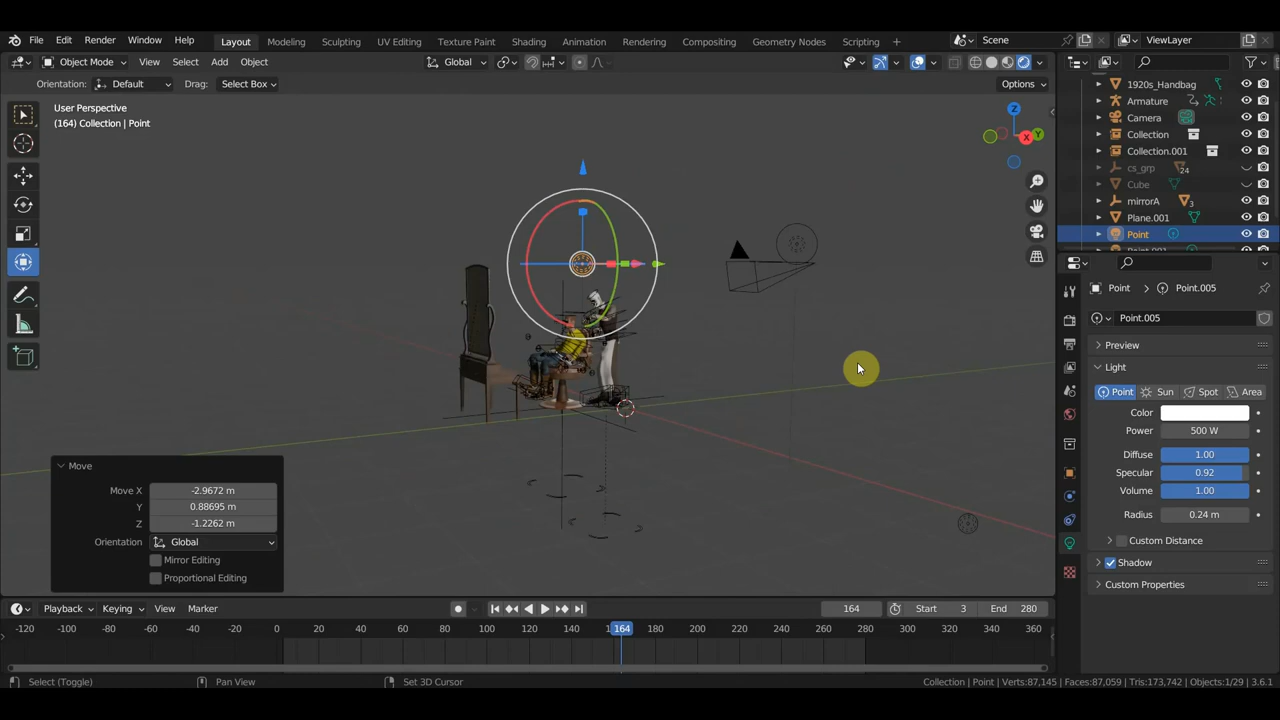 File Edit Render Window Help Layout Modeling Sculpting UV Editing Texture Paint Shading Animation Rendering Compositing Geometry Nodes Scripting + Scene ViewLayer
Object Mode View Select Add Object Global
Orientation: Default Drag: Select Box Options
User Perspective
(164) Collection | Point
Z
X
Y
1920s_Handbag
Armature
Camera
Collection
Collection.001
cs_grp 24
Cube
mirrorA 3
Plane.001
Point
Point Point.005
Point.005
Preview
Light
Point Sun Spot Area
Color
Power 500 W
Diffuse 1.00
Specular 0.92
Volume 1.00
Radius 0.24 m
Custom Distance
Shadow
Custom Properties
Move
Move X -2.9672 m
Y 0.88695 m
Z -1.2262 m
Orientation Global
Mirror Editing
Proportional Editing
Playback Keying View Marker 164 Start 3 End 280
-120 -100 -80 -60 -40 -20 0 20 40 60 80 100 120 140 164 180 200 220 240 260 280 300 320 340 360
Select (Toggle) Pan View Set 3D Cursor Collection | Point | Verts:87,145 | Faces:87,059 | Tris:173,742 | Objects:1/29 | 3.6.1